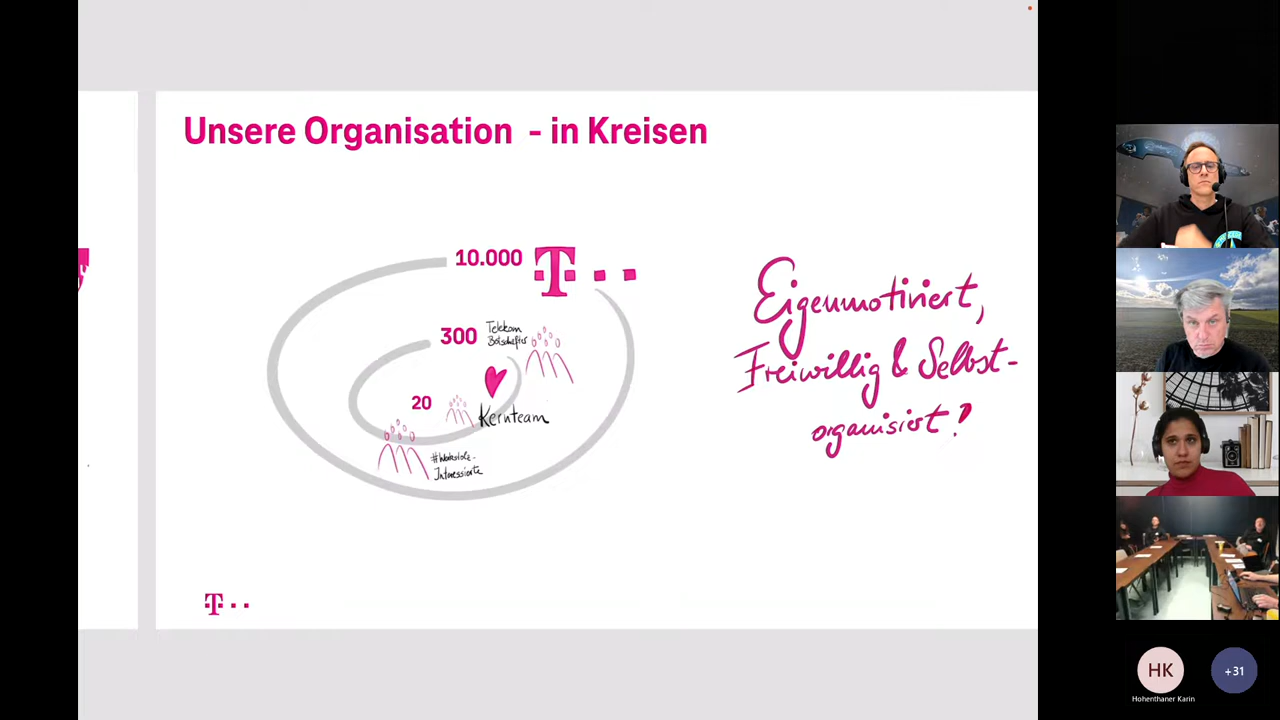 Unsere Organisation - in Kreisen
10.000 T
300 Telekom
Botschafter
20
Kernteam
#Werkstolz-
Interessierte
Eigenmotiviert,
Freiwillig & Selbst-
organisiert?
T
HK
+31
Hohenthaner Karin